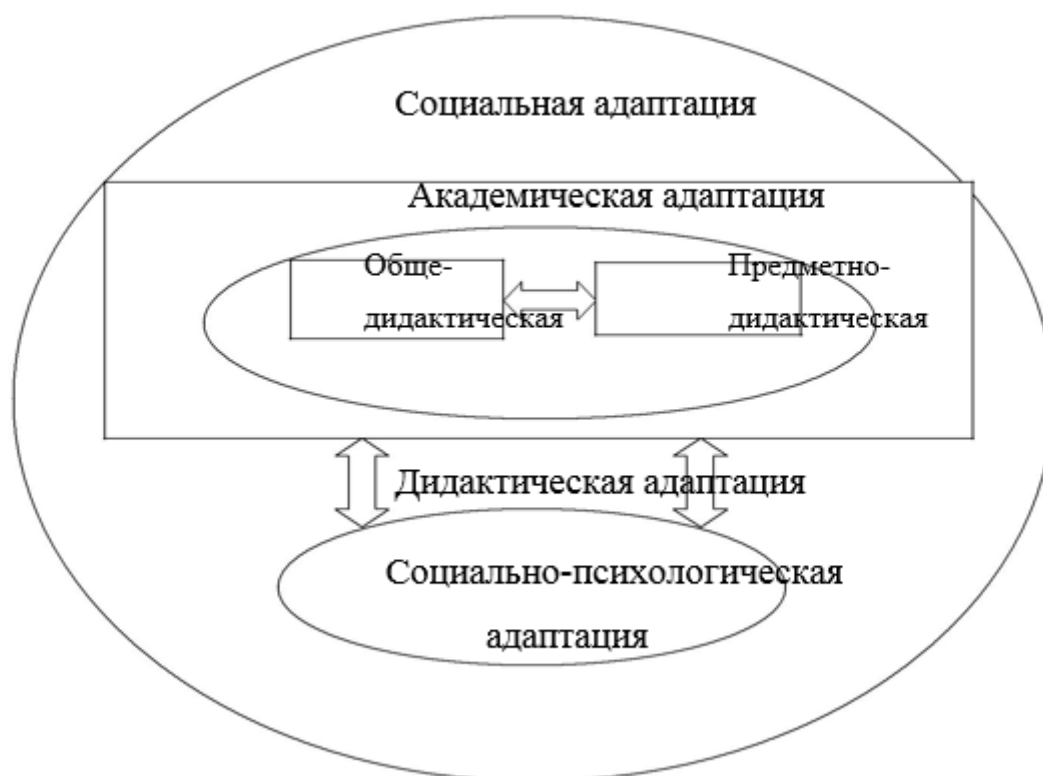 Социальная адаптация
Академическая адаптация
Обще-
дидактическая
Предметно-
дидактическая
Дидактическая адаптация
Социально-психологическая
адаптация